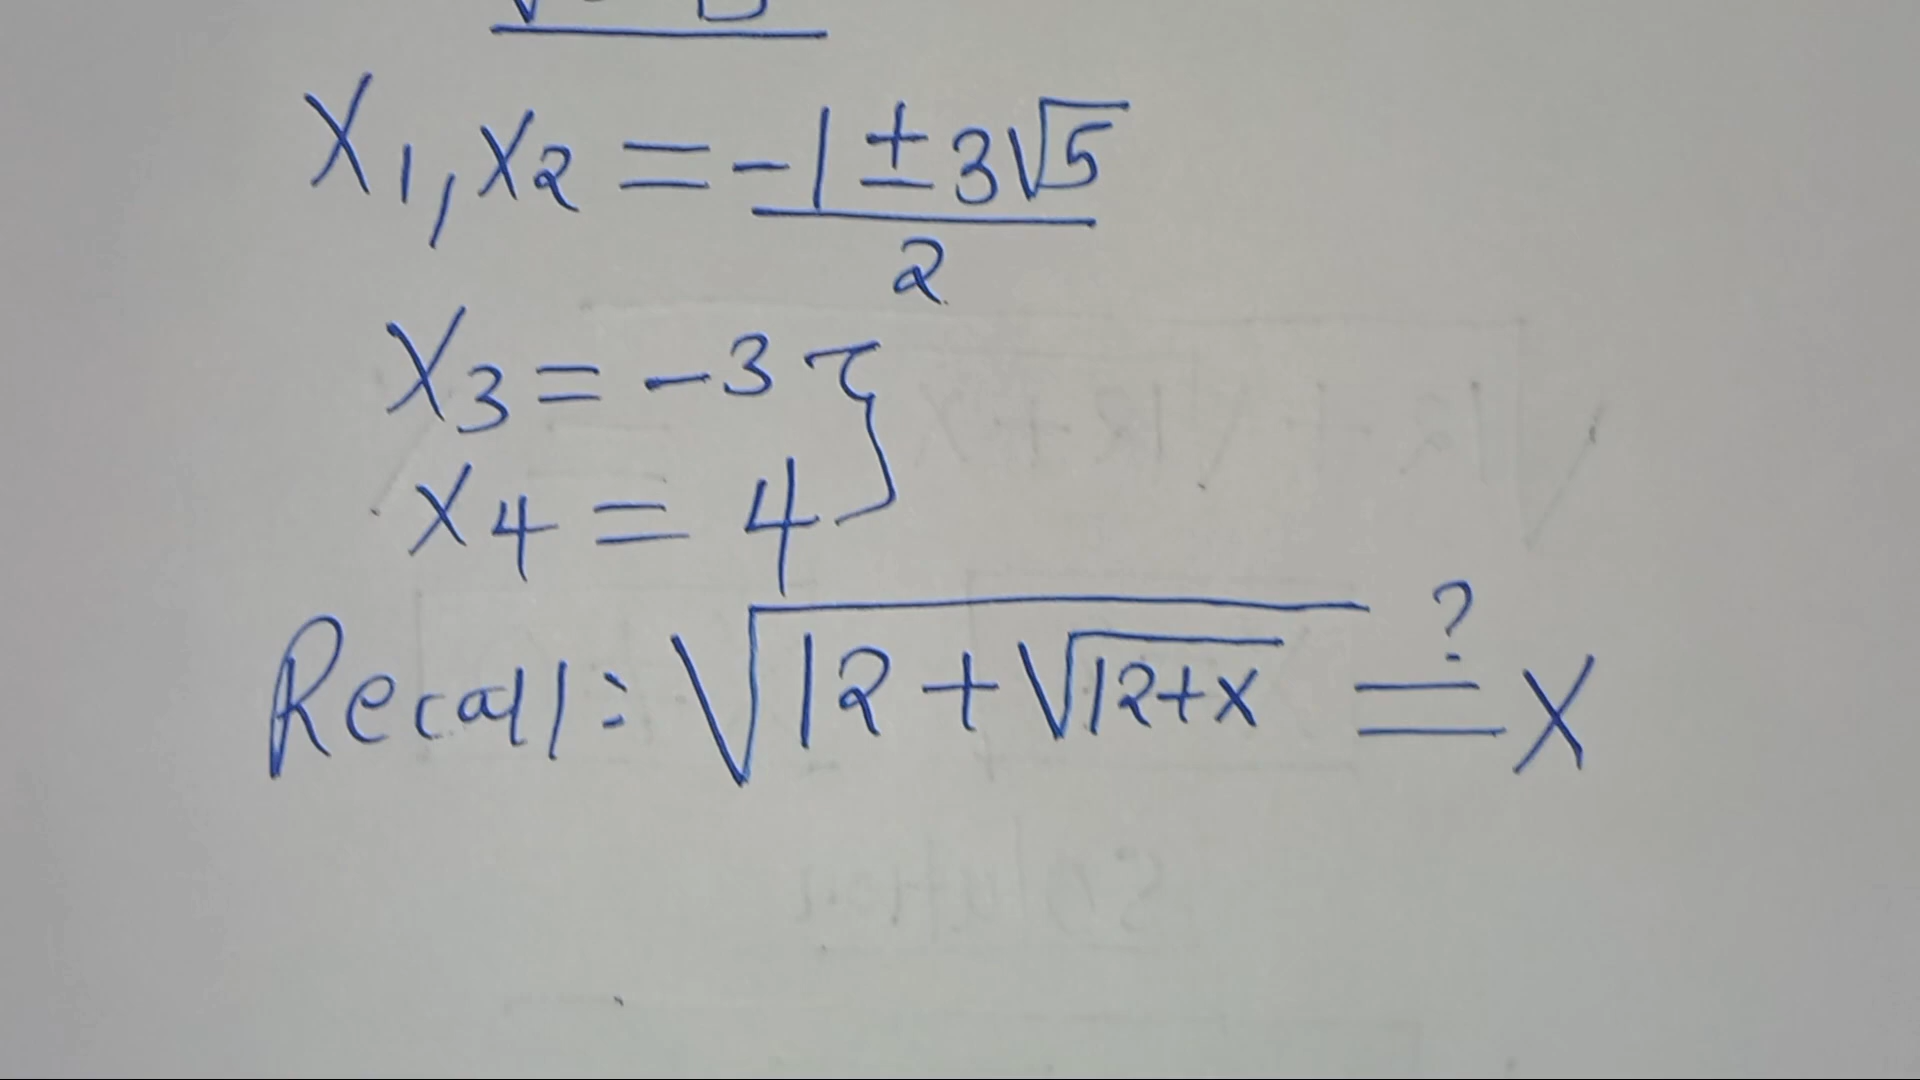 X₁, X₂ = (-1 ± 3√5)/2
X₃ = -3 }
X₄ = 4
Recall: √(12 + √(12+x)) ≟ X